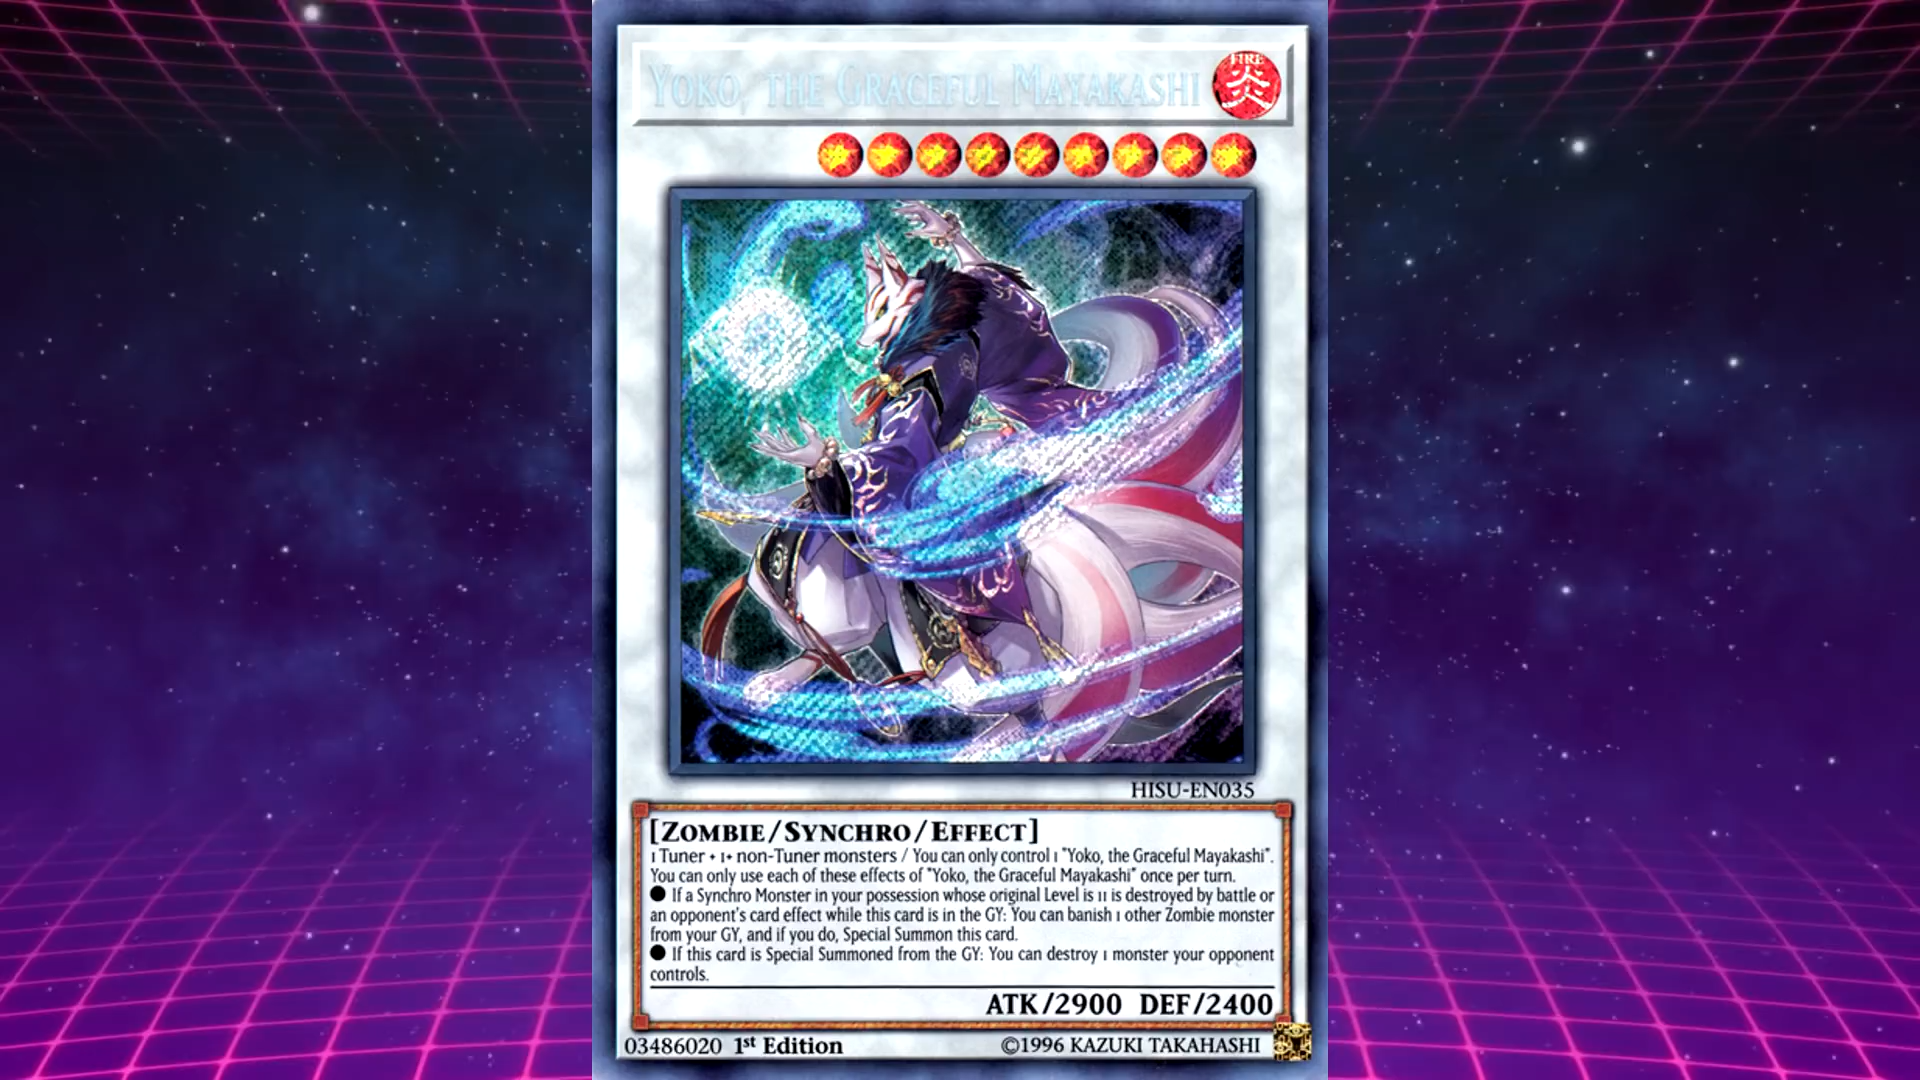 YOKO, THE GRACEFUL MAYAKASHI
FIRE
炎
HISU-EN035
[ZOMBIE/SYNCHRO/EFFECT]
1 Tuner + 1+ non-Tuner monsters / You can only control 1 "Yoko, the Graceful Mayakashi".
You can only use each of these effects of "Yoko, the Graceful Mayakashi" once per turn.
● If a Synchro Monster in your possession whose original Level is 11 is destroyed by battle or
an opponent's card effect while this card is in the GY: You can banish 1 other Zombie monster
from your GY, and if you do, Special Summon this card.
● If this card is Special Summoned from the GY: You can destroy 1 monster your opponent
controls.
ATK/2900 DEF/2400
03486020 1st Edition ©1996 KAZUKI TAKAHASHI